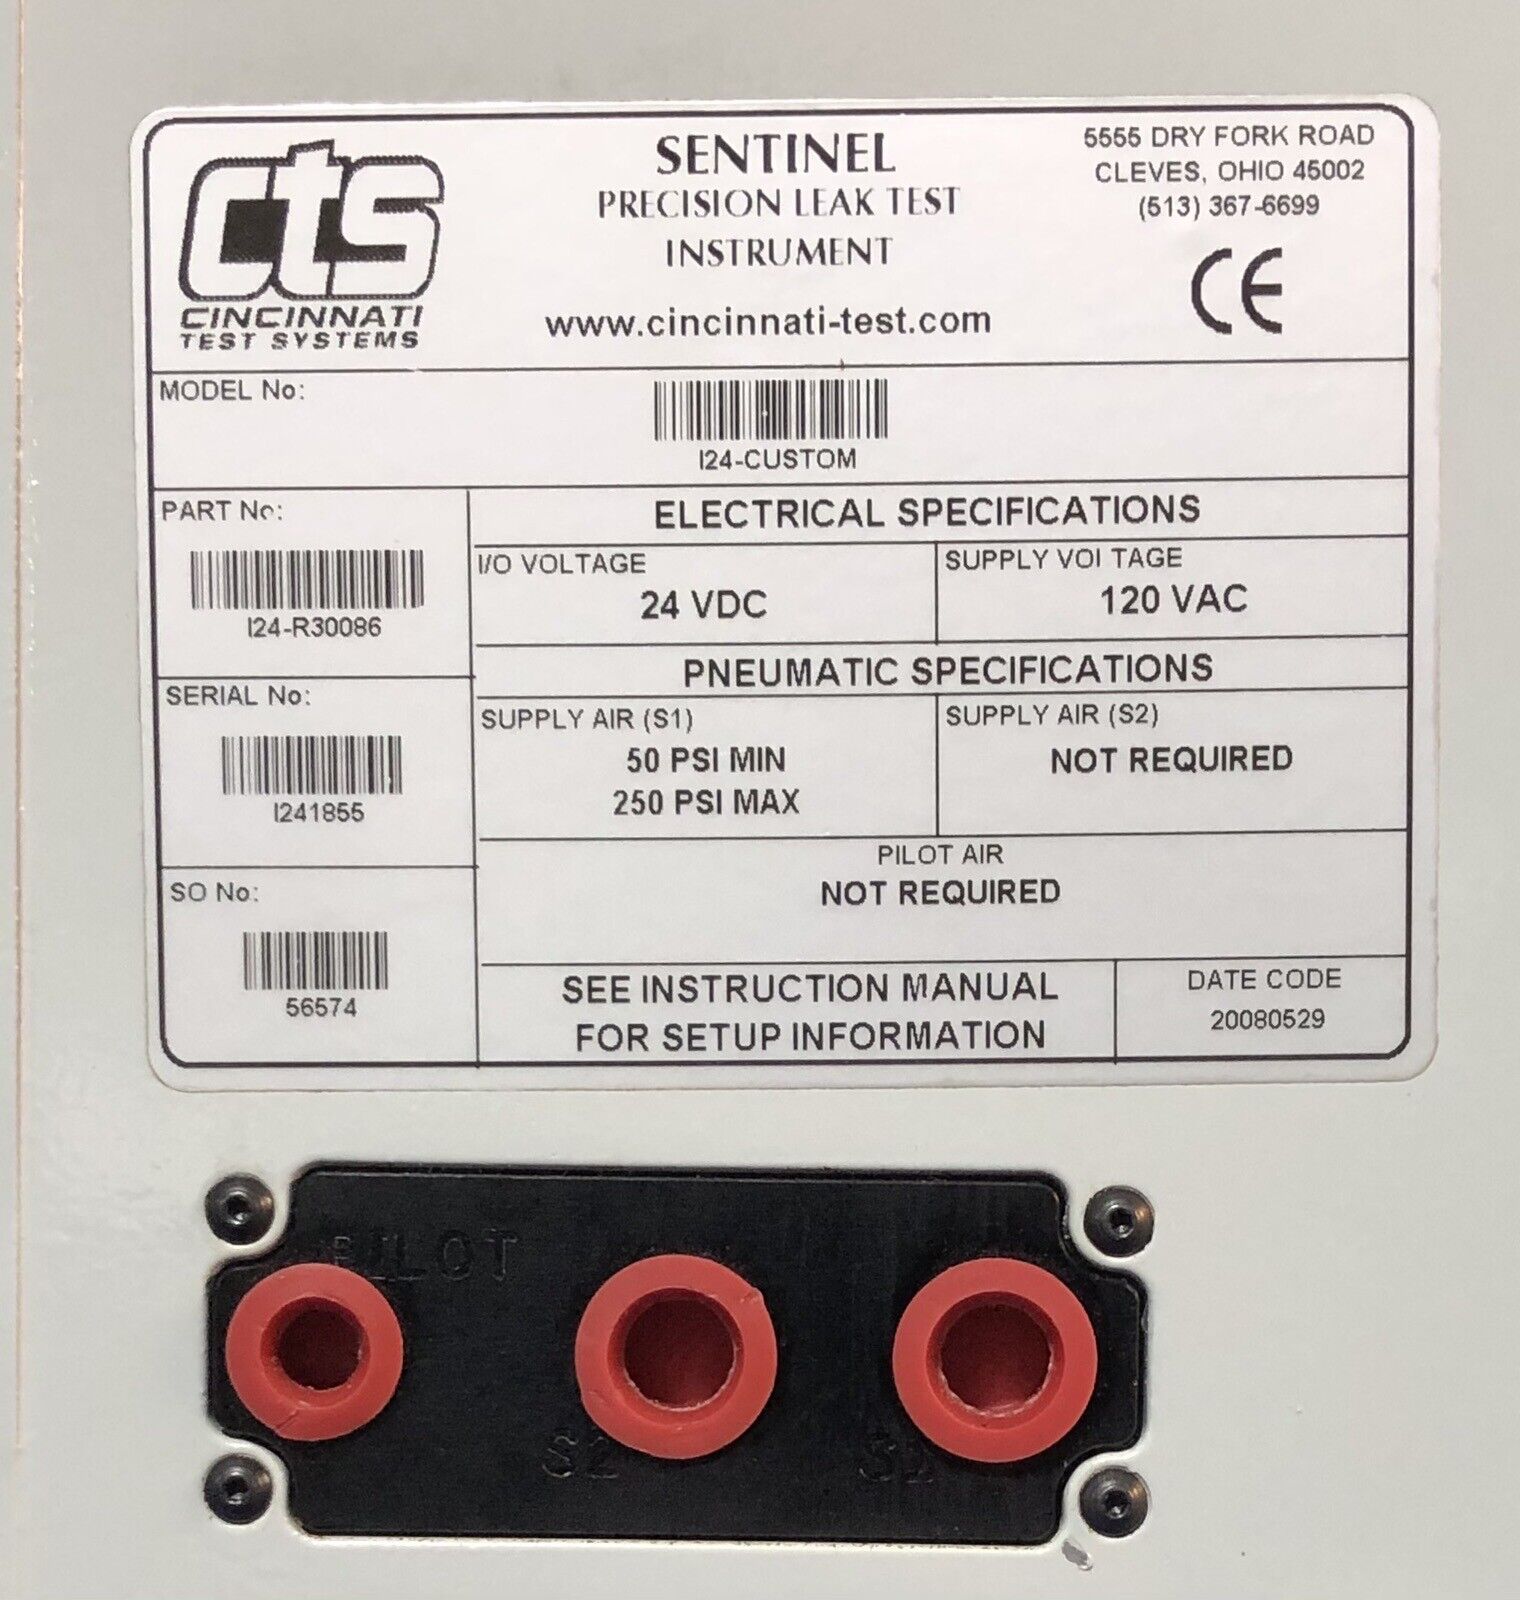 cts
CINCINNATI
TEST SYSTEMS
SENTINEL
PRECISION LEAK TEST
INSTRUMENT
www.cincinnati-test.com
5555 DRY FORK ROAD
CLEVES, OHIO 45002
(513) 367-6699
CE
MODEL No:
I24-CUSTOM
PART No:
I24-R30086
SERIAL No:
I241855
SO No:
56574
ELECTRICAL SPECIFICATIONS
I/O VOLTAGE
24 VDC
SUPPLY VOLTAGE
120 VAC
PNEUMATIC SPECIFICATIONS
SUPPLY AIR (S1)
50 PSI MIN
250 PSI MAX
SUPPLY AIR (S2)
NOT REQUIRED
PILOT AIR
NOT REQUIRED
SEE INSTRUCTION MANUAL
FOR SETUP INFORMATION
DATE CODE
20080529
PILOT
S2
S1